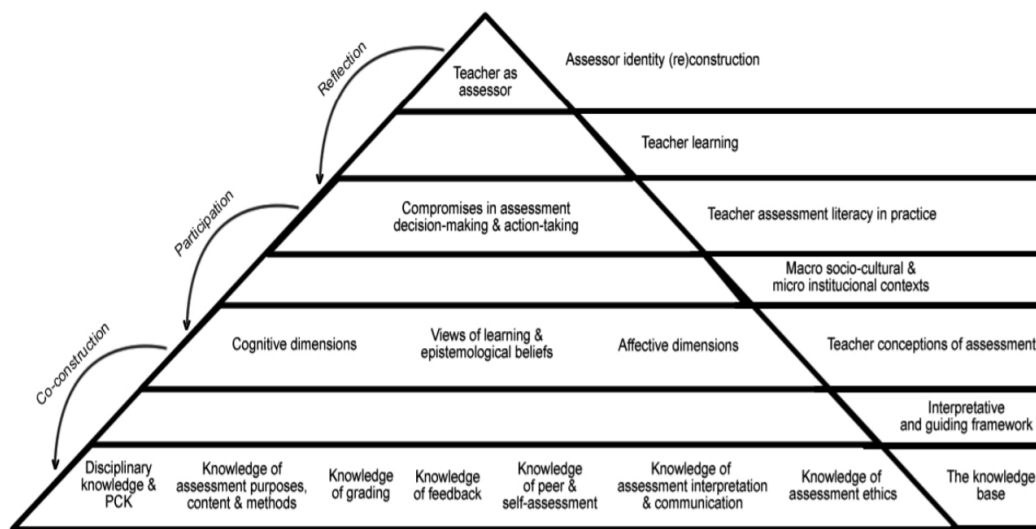 Reflection
Teacher as
assessor
Assessor identity (re)construction
Teacher learning
Participation
Compromises in assessment
decision-making & action-taking
Teacher assessment literacy in practice
Macro socio-cultural &
micro institutional contexts
Co-construction
Cognitive dimensions
Views of learning &
epistemological beliefs
Affective dimensions
Teacher conceptions of assessment
Interpretative
and guiding framework
Disciplinary
knowledge &
PCK
Knowledge of
assessment purposes,
content & methods
Knowledge
of grading
Knowledge
of feedback
Knowledge
of peer &
self-assessment
Knowledge of
assessment interpretation
& communication
Knowledge of
assessment ethics
The knowledge
base